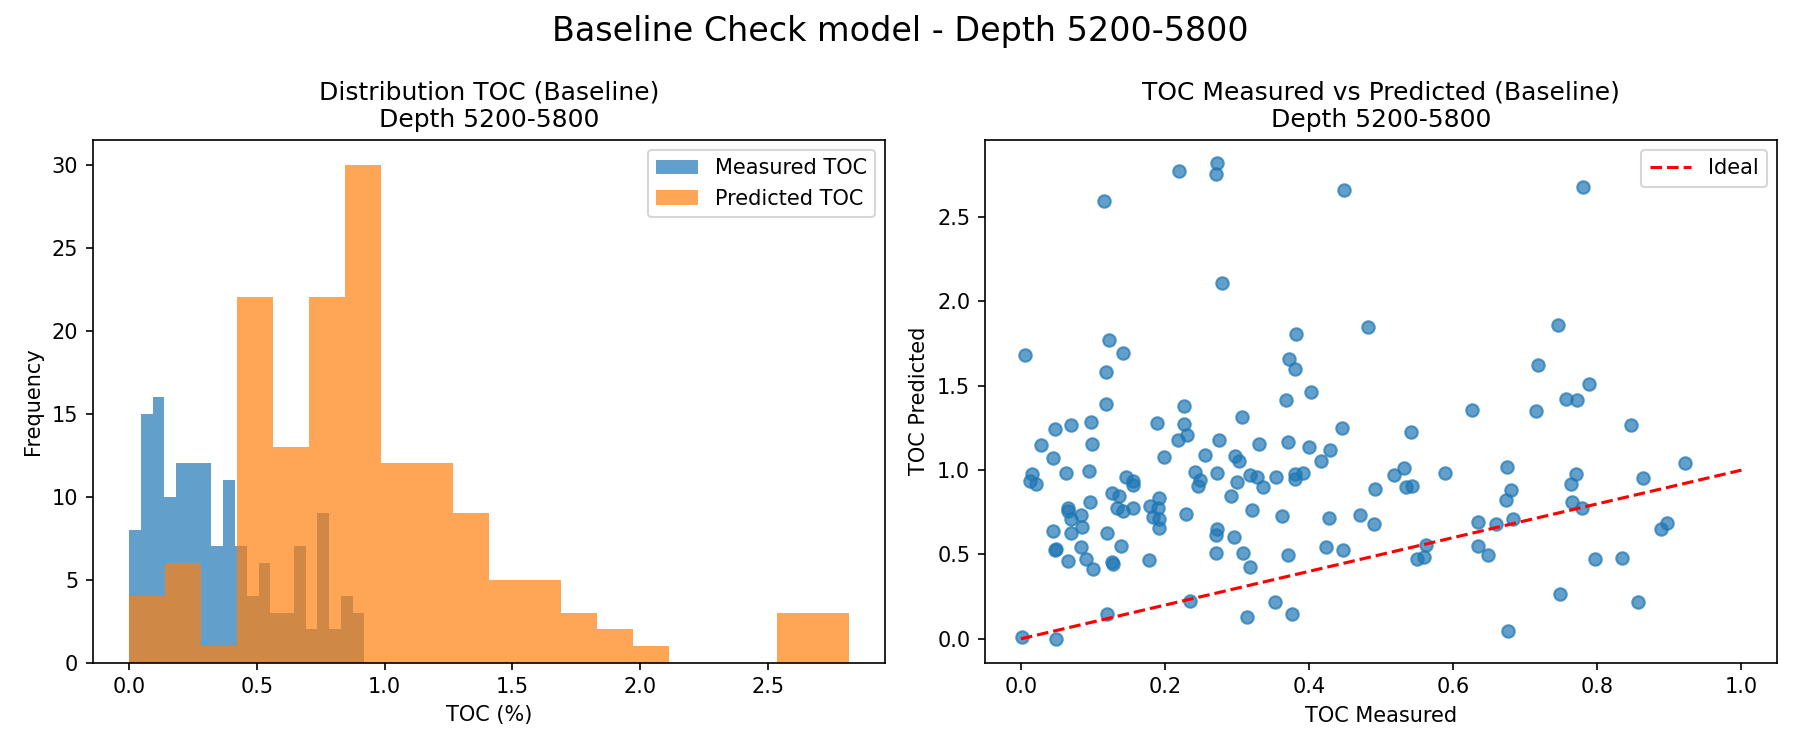 Baseline Check model - Depth 5200-5800
Distribution TOC (Baseline)
Depth 5200-5800
Measured TOC
Predicted TOC
Frequency
30
25
20
15
10
5
0
0.0
0.5
1.0
1.5
2.0
2.5
TOC (%)
TOC Measured vs Predicted (Baseline)
Depth 5200-5800
Ideal
TOC Predicted
2.5
2.0
1.5
1.0
0.5
0.0
0.0
0.2
0.4
0.6
0.8
1.0
TOC Measured